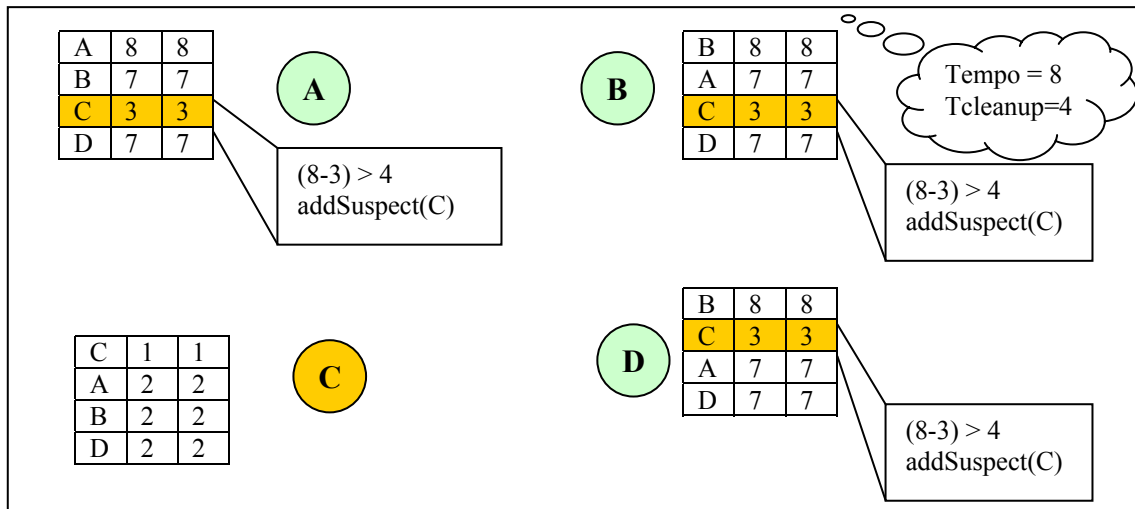 A 8 8
B 7 7
C 3 3
D 7 7
A
(8-3) > 4
addSuspect(C)
B
B 8 8
A 7 7
C 3 3
D 7 7
Tempo = 8
Tcleanup=4
(8-3) > 4
addSuspect(C)
C 1 1
A 2 2
B 2 2
D 2 2
C
D
B 8 8
C 3 3
A 7 7
D 7 7
(8-3) > 4
addSuspect(C)